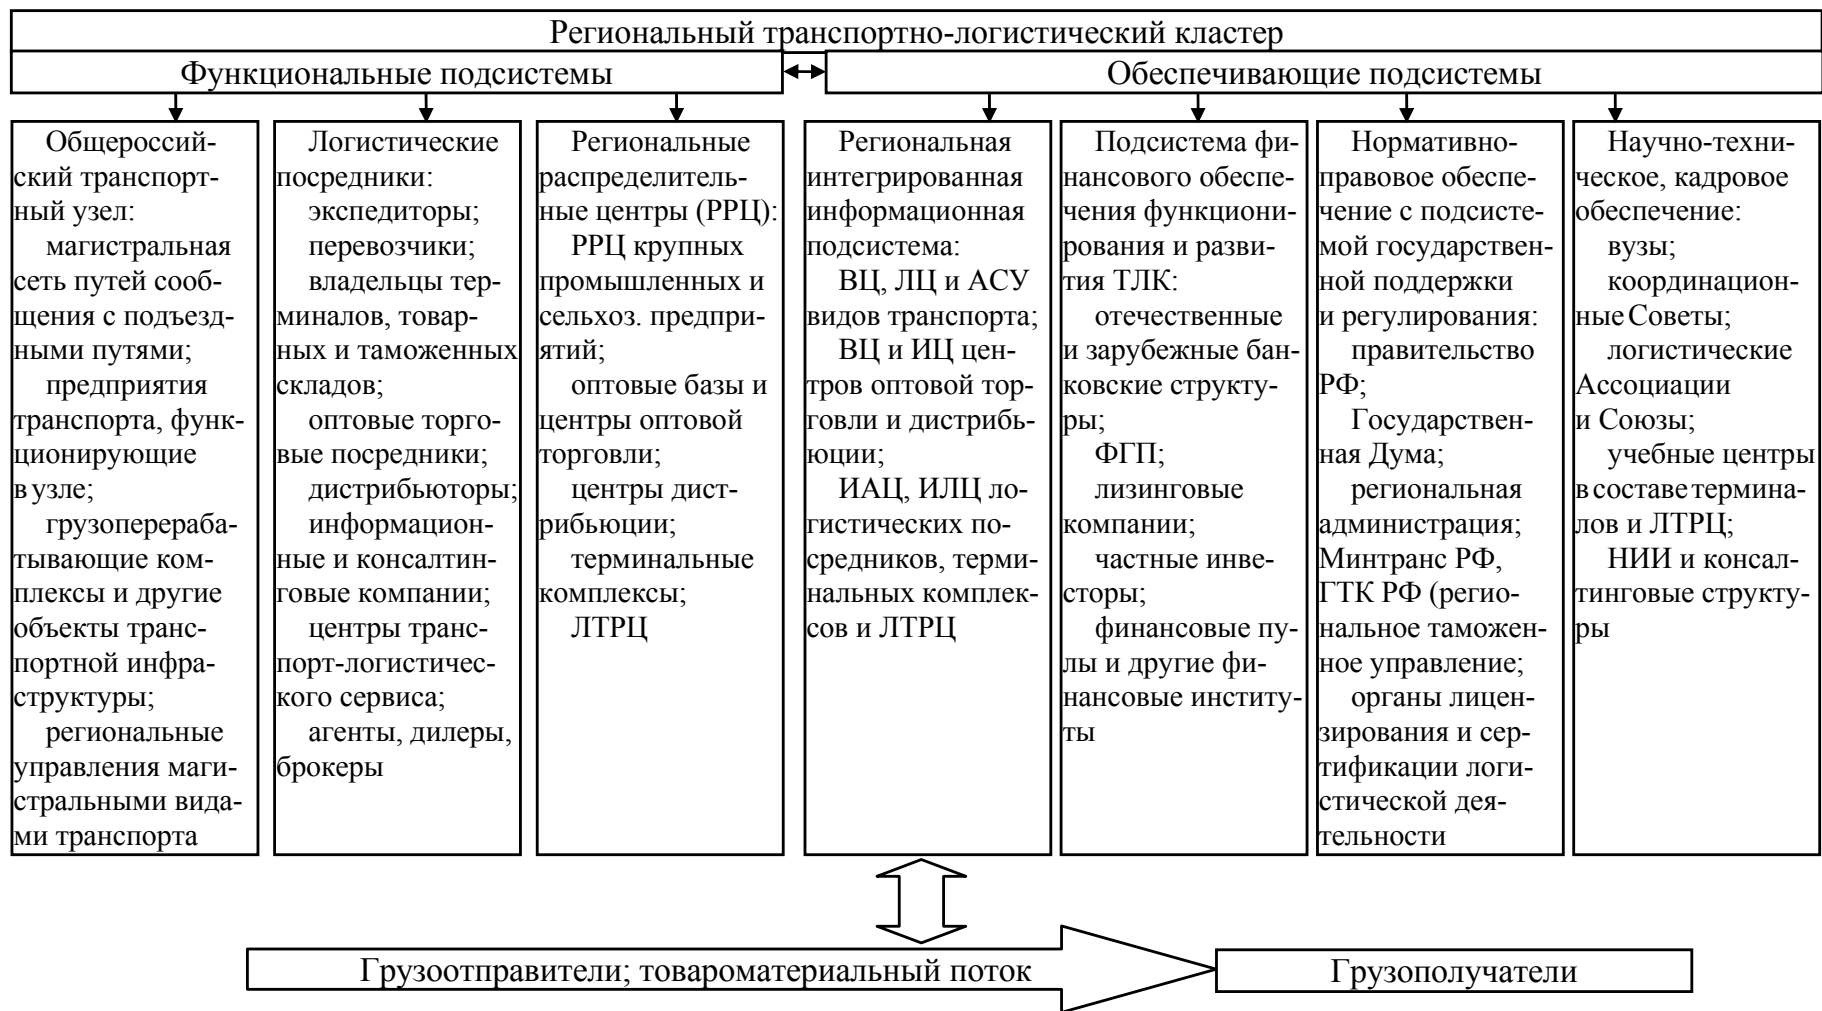 Региональный транспортно-логистический кластер
Функциональные подсистемы
Обеспечивающие подсистемы
Общероссий-
ский транспорт-
ный узел:
магистральная
сеть путей сооб-
щения с подъезд-
ными путями;
предприятия
транспорта, функ-
ционирующие
в узле;
грузоперераба-
тывающие ком-
плексы и другие
объекты транс-
портной инфра-
структуры;
региональные
управления маги-
стральными вида-
ми транспорта
Логистические
посредники:
экспедиторы;
перевозчики;
владельцы тер-
миналов, товар-
ных и таможенных
складов;
оптовые торго-
вые посредники;
дистрибьюторы;
информацион-
ные и консалтин-
говые компании;
центры транс-
порт-логистичес-
кого сервиса;
агенты, дилеры,
брокеры
Региональные
распределитель-
ные центры (РРЦ):
РРЦ крупных
промышленных и
сельхоз. предпри-
ятий;
оптовые базы и
центры оптовой
торговли;
центры дист-
рибьюции;
терминальные
комплексы;
ЛТРЦ
Региональная
интегрированная
информационная
подсистема:
ВЦ, ЛЦ и АСУ
видов транспорта;
ВЦ и ИЦ цен-
тров оптовой тор-
говли и дистрибь-
юции;
ИАЦ, ИЛЦ ло-
гистических по-
средников, терми-
нальных комплек-
сов и ЛТРЦ
Подсистема фи-
нансового обеспе-
чения функциони-
рования и разви-
тия ТЛК:
отечественные
и зарубежные бан-
ковские структу-
ры;
ФГП;
лизинговые
компании;
частные инве-
сторы;
финансовые пу-
лы и другие фи-
нансовые институ-
ты
Нормативно-
правовое обеспе-
чение с подсисте-
мой государствен-
ной поддержки
и регулирования:
правительство
РФ;
Государствен-
ная Дума;
региональная
администрация;
Минтранс РФ,
ГТК РФ (регио-
нальное таможен-
ное управление;
органы лицен-
зирования и сер-
тификации логи-
стической дея-
тельности
Научно-техни-
ческое, кадровое
обеспечение:
вузы;
координацион-
ные Советы;
логистические
Ассоциации
и Союзы;
учебные центры
в составе термина-
лов и ЛТРЦ;
НИИ и консал-
тинговые структу-
ры
Грузоотправители; товароматериальный поток
Грузополучатели